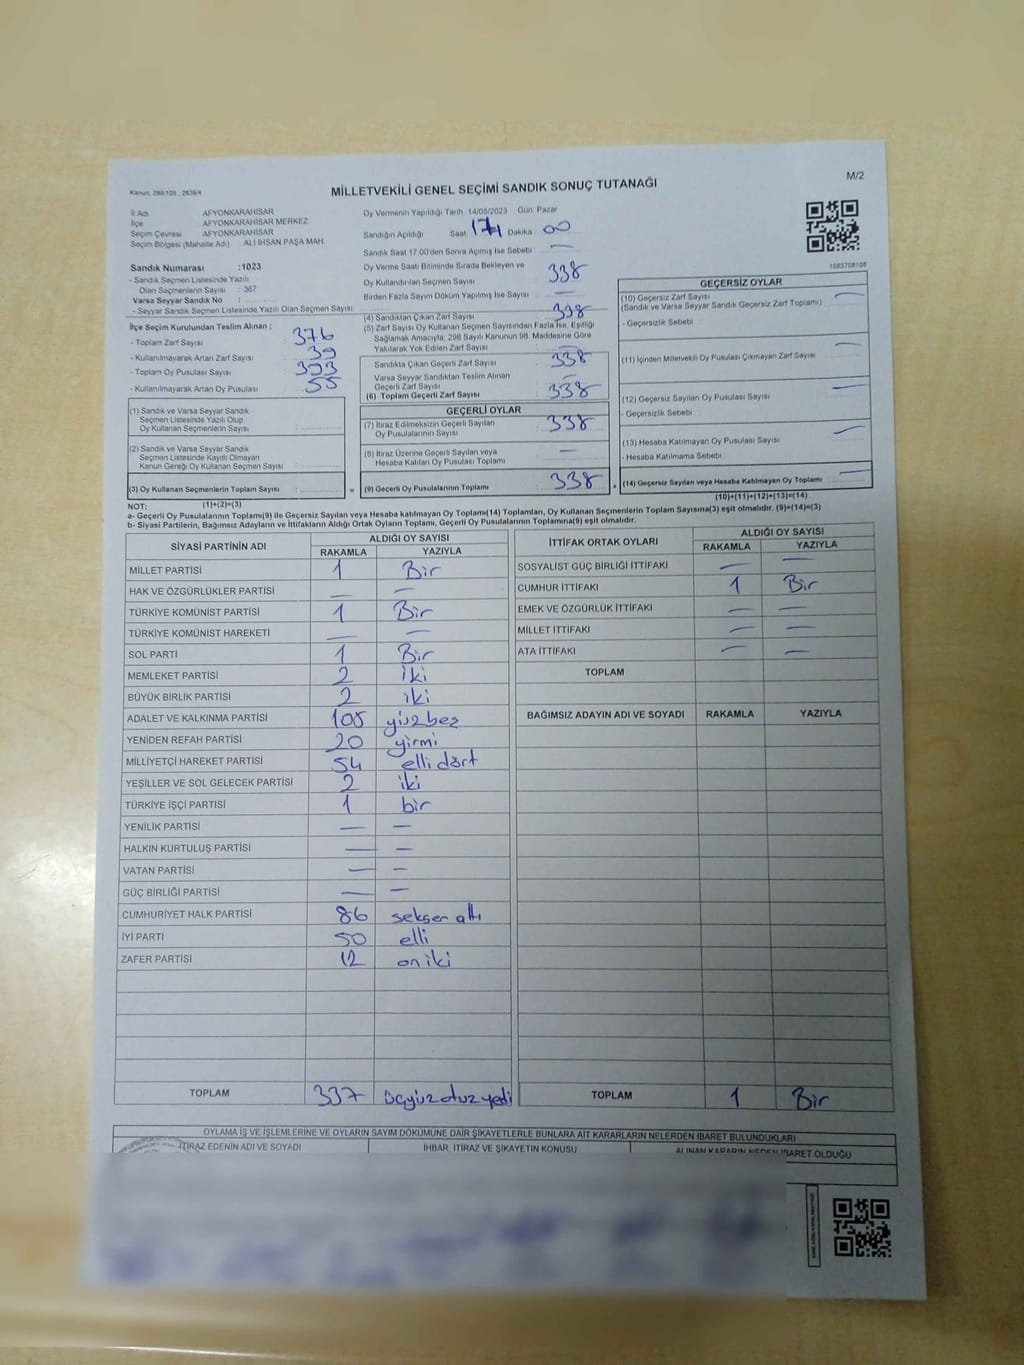 Kanun: 298/105 , 2839/4
MİLLETVEKİLİ GENEL SEÇİMİ SANDIK SONUÇ TUTANAĞI
M/2
İl Adı AFYONKARAHİSAR
İlçe AFYONKARAHİSAR MERKEZ
Seçim Çevresi AFYONKARAHİSAR
Seçim Bölgesi (Mahalle Adı) ALİ İHSAN PAŞA MAH.
Oy Vermenin Yapıldığı Tarih 14/05/2023 Gün Pazar
Sandığın Açıldığı Saat 17 Dakika 00
Sandık Saat 17 00'den Sonra Açımış İse Sebebi : —
Sandık Numarası :1023
- Sandık Seçmen Listesinde Yazılı
Olan Seçmenlerin Sayısı : 367
Varsa Seyyar Sandık No :
- Seyyar Sandık Seçmen Listesinde Yazılı Olan Seçmen Sayısı
Oy Verme Saati Bitiminde Sırada Bekleyen ve
Oy Kullandırılan Seçmen Sayısı : 338
Birden Fazla Sayım Döküm Yapılmış İse Sayısı : —
1083708108
İlçe Seçim Kurulundan Teslim Alınan :
- Toplam Zarf Sayısı : 376
- Kullanılmayarak Artan Zarf Sayısı : 39
- Toplam Oy Pusulası Sayısı : 393
- Kullanılmayarak Artan Oy Pusulası : 55
(4) Sandıktan Çıkan Zarf Sayısı : 338
(5) Zarf Sayısı Oy Kullanan Seçmen Sayısından Fazla İse, Eşitliği
Sağlamak Amacıyla, 298 Sayılı Kanunun 98. Maddesine Göre
Yakılarak Yok Edilen Zarf Sayısı : —
Sandıkta Çıkan Geçerli Zarf Sayısı : 338
Varsa Seyyar Sandıktan Teslim Alınan
Geçerli Zarf Sayısı : —
(6) Toplam Geçerli Zarf Sayısı : 338
GEÇERLİ OYLAR
(7) İtiraz Edilmeksizin Geçerli Sayılan
Oy Pusulalarının Sayısı : 338
(8) İtiraz Üzerine Geçerli Sayılan veya
Hesaba Katılan Oy Pusulası Toplamı : —
(9) Geçerli Oy Pusulalarının Toplamı : 338
GEÇERSİZ OYLAR
(10) Geçersiz Zarf Sayısı : —
(Sandık ve Varsa Seyyar Sandık Geçersiz Zarf Toplamı)
- Geçersizlik Sebebi :
(11) İçinden Milletvekili Oy Pusulası Çıkmayan Zarf Sayısı : —
(12) Geçersiz Sayılan Oy Pusulası Sayısı : —
- Geçersizlik Sebebi :
(13) Hesaba Katılmayan Oy Pusulası Sayısı : —
- Hesaba Katılmama Sebebi :
(14) Geçersiz Sayılan veya Hesaba Katılmayan Oy Toplamı : —
(1) Sandık ve Varsa Seyyar Sandık
Seçmen Listesinde Yazılı Olup
Oy Kullanan Seçmenlerin Sayısı :
(2) Sandık ve Varsa Seyyar Sandık
Seçmen Listesinde Kaydı Olmayan
Kanun Gereği Oy Kullanan Seçmen Sayısı :
(3) Oy Kullanan Seçmenlerin Toplam Sayısı :
= +
(1)+(2)=(3)
(10)+(11)+(12)+(13)=(14)
NOT:
a- Geçerli Oy Pusulalarının Toplamı(9) ile Geçersiz Sayılan veya Hesaba katılmayan Oy Toplamı(14) Toplamları, Oy Kullanan Seçmenlerin Toplam Sayısına(3) eşit olmalıdır. (9)+(14)=(3)
b- Siyasi Partilerin, Bağımsız Adayların ve İttifakların Aldığı Ortak Oyların Toplamı, Geçerli Oy Pusulalarının Toplamına(9) eşit olmalıdır.
SİYASİ PARTİNİN ADI ALDIĞI OY SAYISI
RAKAMLA YAZIYLA
MİLLET PARTİSİ 1 Bir
HAK VE ÖZGÜRLÜKLER PARTİSİ — —
TÜRKİYE KOMÜNİST PARTİSİ 1 Bir
TÜRKİYE KOMÜNİST HAREKETİ — —
SOL PARTİ 1 Bir
MEMLEKET PARTİSİ 2 iki
BÜYÜK BİRLİK PARTİSİ 2 iki
ADALET VE KALKINMA PARTİSİ 105 yüzbeş
YENİDEN REFAH PARTİSİ 20 yirmi
MİLLİYETÇİ HAREKET PARTİSİ 54 elli dört
YEŞİLLER VE SOL GELECEK PARTİSİ 2 iki
TÜRKİYE İŞÇİ PARTİSİ 1 bir
YENİLİK PARTİSİ — —
HALKIN KURTULUŞ PARTİSİ — —
VATAN PARTİSİ — —
GÜÇ BİRLİĞİ PARTİSİ — —
CUMHURİYET HALK PARTİSİ 86 seksen altı
İYİ PARTİ 50 elli
ZAFER PARTİSİ 12 on iki
TOPLAM 337 üçyüz otuz yedi
İTTİFAK ORTAK OYLARI ALDIĞI OY SAYISI
RAKAMLA YAZIYLA
SOSYALİST GÜÇ BİRLİĞİ İTTİFAKI — —
CUMHUR İTTİFAKI 1 Bir
EMEK VE ÖZGÜRLÜK İTTİFAKI — —
MİLLET İTTİFAKI — —
ATA İTTİFAKI — —
TOPLAM
BAĞIMSIZ ADAYIN ADI VE SOYADI RAKAMLA YAZIYLA
TOPLAM 1 Bir
OYLAMA İŞ VE İŞLEMLERİNE VE OYLARIN SAYIM DÖKÜMÜNE DAİR ŞİKAYETLERLE BUNLARA AİT KARARLARIN NELERDEN İBARET BULUNDUKLARI
İTİRAZ EDENİN ADI VE SOYADI İHBAR, İTİRAZ VE ŞİKAYETİN KONUSU ALINAN KARARIN NEDEN İBARET OLDUĞU